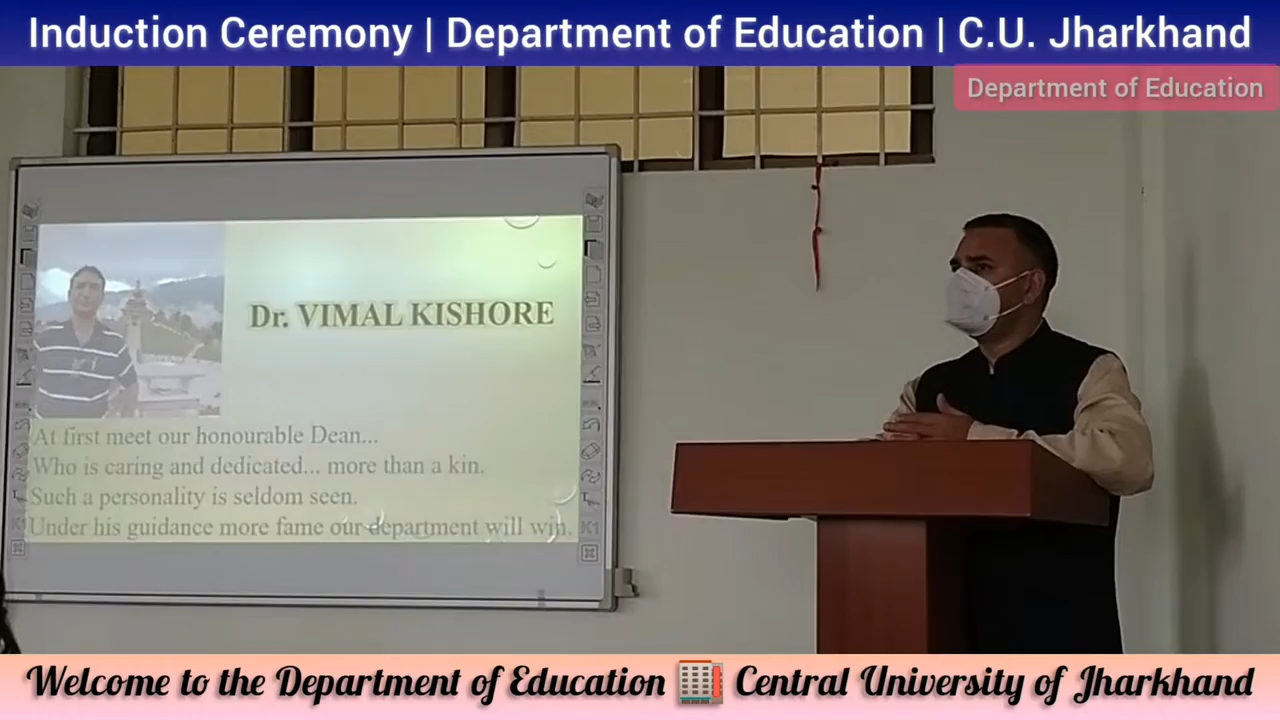 Induction Ceremony | Department of Education | C.U. Jharkhand
Department of Education
Dr. VIMAL KISHORE
At first meet our honourable Dean...
Who is caring and dedicated... more than a kin.
Such a personality is seldom seen.
Under his guidance more fame our department will win.
Welcome to the Department of Education Central University of Jharkhand